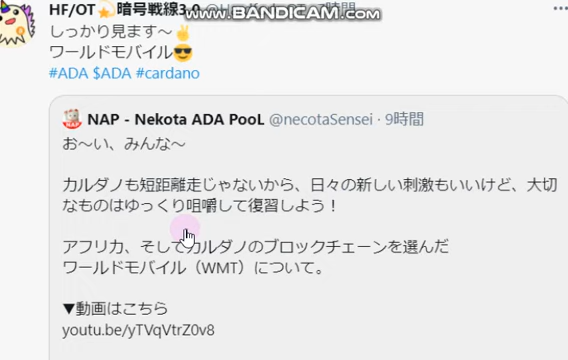 HF/OT💫暗号戦線3.0
www.BANDICAM.com
しっかり見ます～✌
ワールドモバイル😎
#ADA $ADA #cardano
NAP - Nekota ADA PooL @necotaSensei · 9時間
お～い、みんな～
カルダノも短距離走じゃないから、日々の新しい刺激もいいけど、大切
なものはゆっくり咀嚼して復習しよう！
アフリカ、そしてカルダノのブロックチェーンを選んだ
ワールドモバイル（WMT）について。
▼動画はこちら
youtu.be/yTVqVtrZ0v8